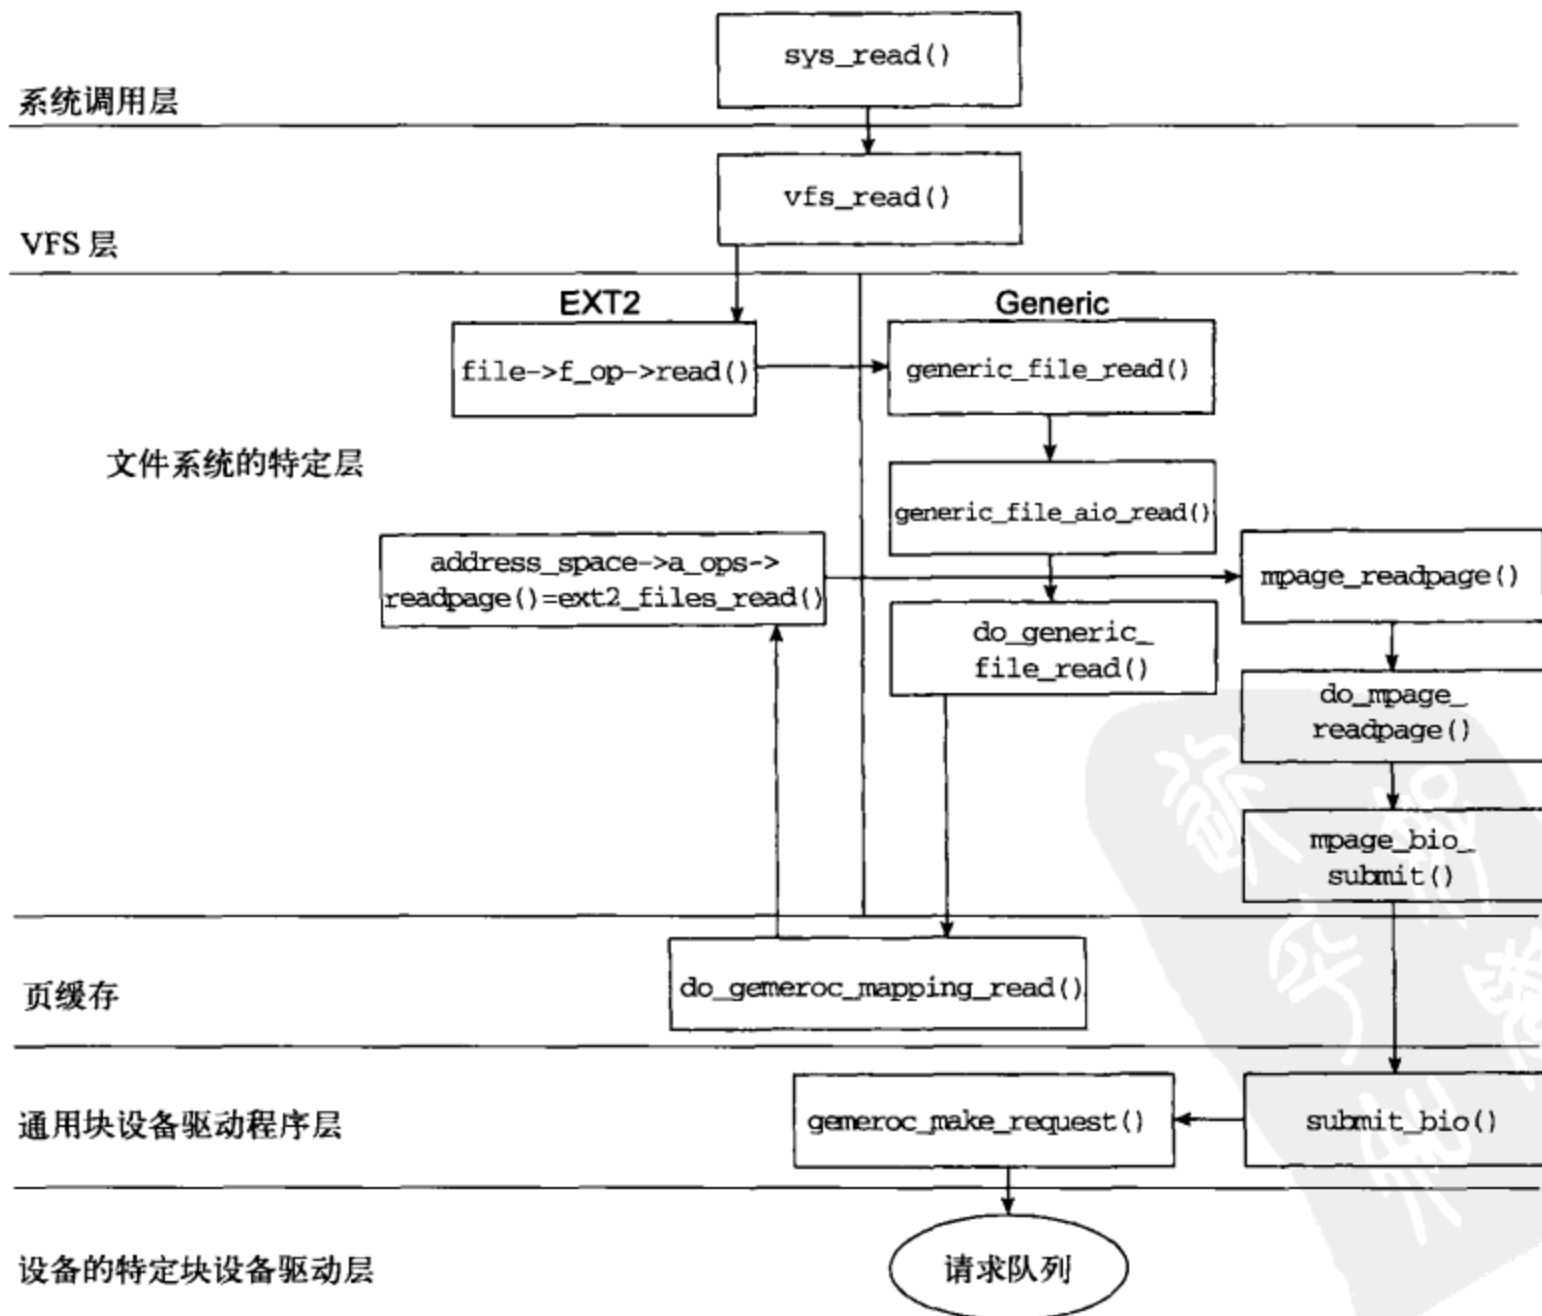 sys_read()
系统调用层
vfs_read()
VFS 层
EXT2
Generic
file->f_op->read()
generic_file_read()
文件系统的特定层
generic_file_aio_read()
address_space->a_ops->
readpage()=ext2_files_read()
mpage_readpage()
do_generic_
file_read()
do_mpage_
readpage()
mpage_bio_
submit()
页缓存
do_gemeroc_mapping_read()
通用块设备驱动程序层
gemeroc_make_request()
submit_bio()
设备的特定块设备驱动层
请求队列